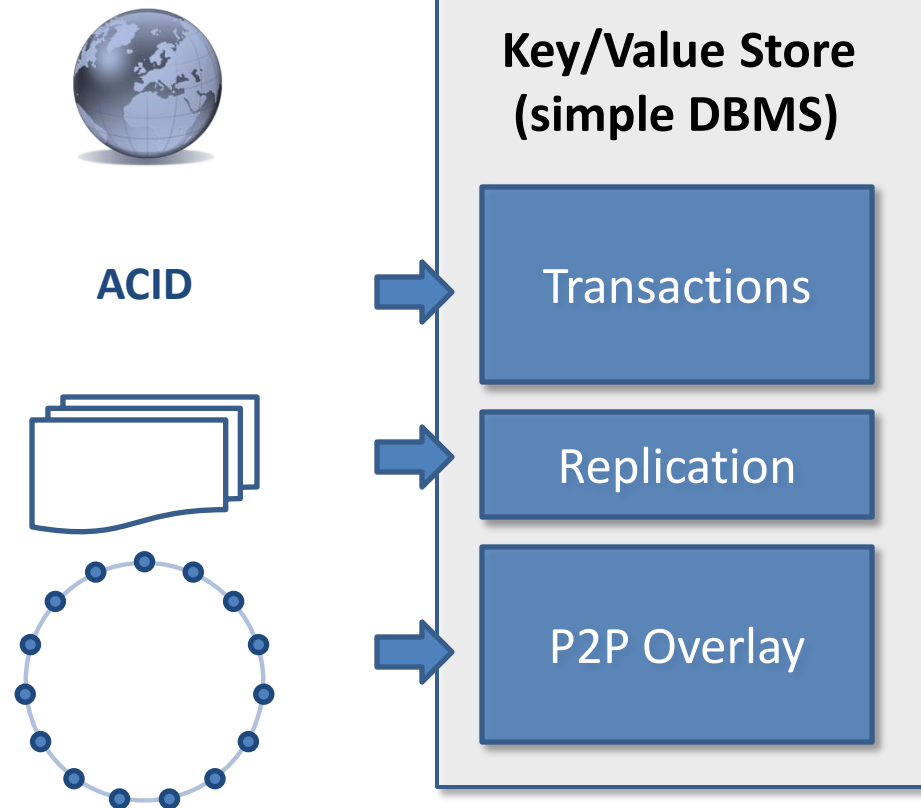 Key/Value Store
(simple DBMS)
ACID
Transactions
Replication
P2P Overlay